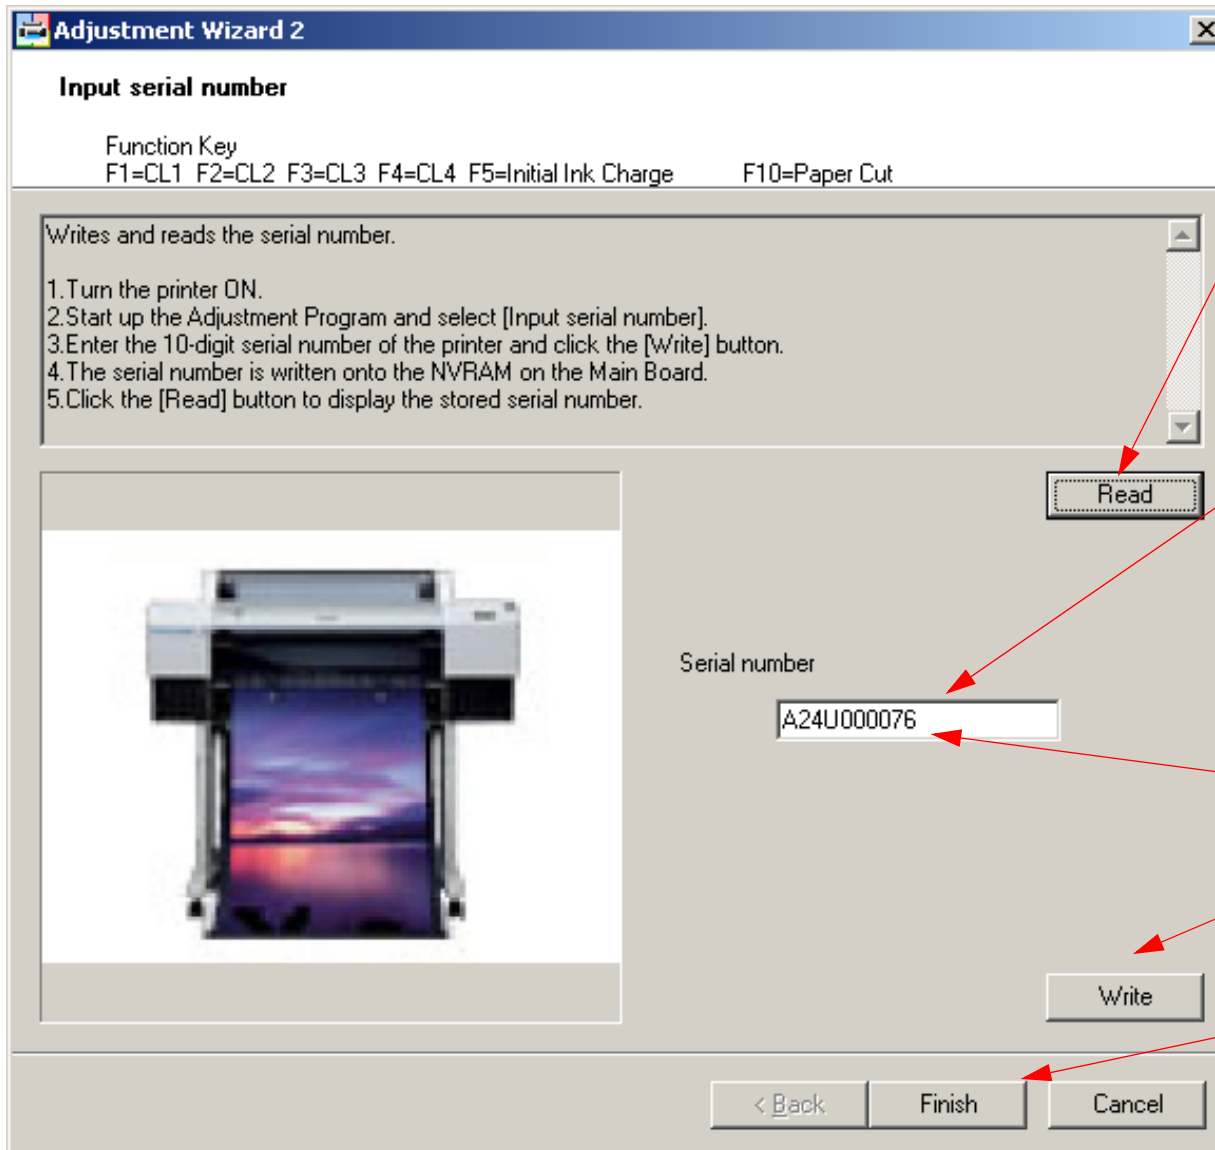 Adjustment Wizard 2
Input serial number
Function Key
F1=CL1 F2=CL2 F3=CL3 F4=CL4 F5=Initial Ink Charge F10=Paper Cut
Writes and reads the serial number.
1.Turn the printer ON.
2.Start up the Adjustment Program and select [Input serial number].
3.Enter the 10-digit serial number of the printer and click the [Write] button.
4.The serial number is written onto the NVRAM on the Main Board.
5.Click the [Read] button to display the stored serial number.
Read
Serial number
A24U000076
Write
< Back
Finish
Cancel